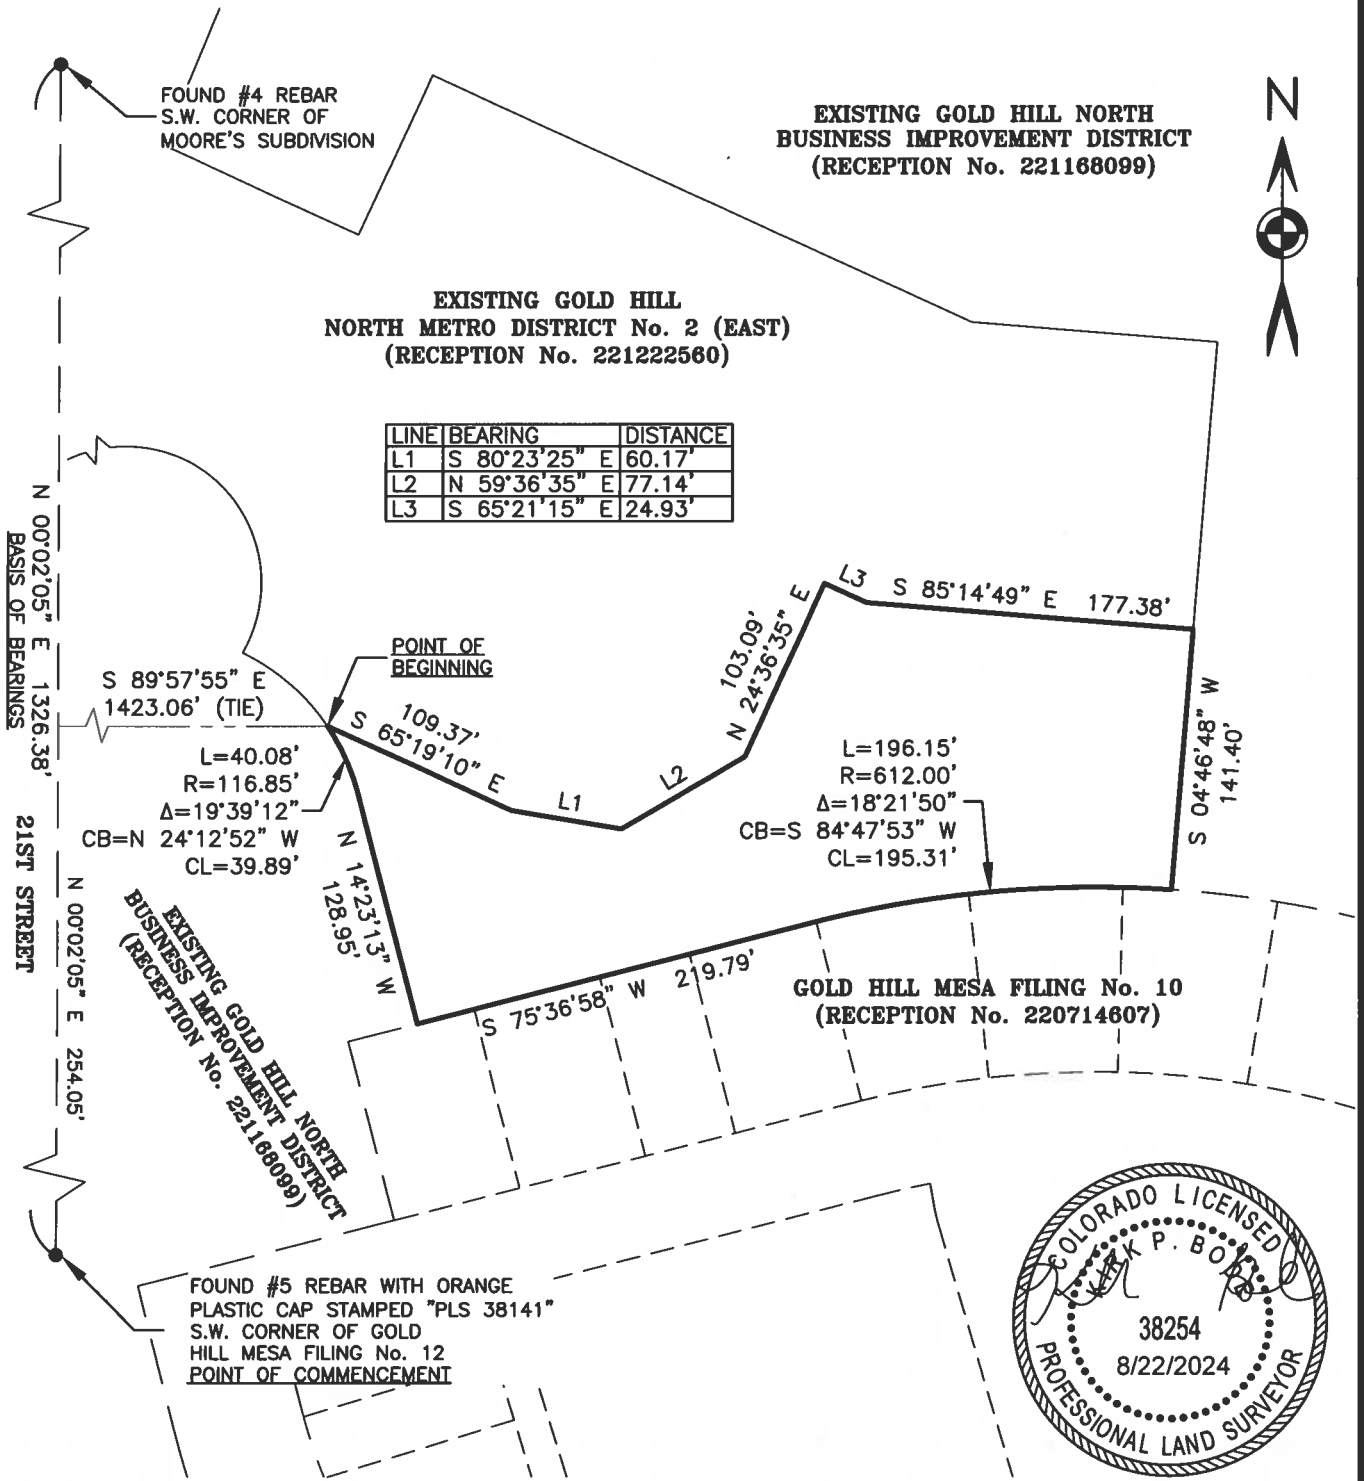 FOUND #4 REBAR
S.W. CORNER OF
MOORE'S SUBDIVISION
EXISTING GOLD HILL NORTH
BUSINESS IMPROVEMENT DISTRICT
(RECEPTION No. 221168099)
N
EXISTING GOLD HILL
NORTH METRO DISTRICT No. 2 (EAST)
(RECEPTION No. 221222560)
LINE BEARING DISTANCE
L1 S 80°23'25" E 60.17'
L2 N 59°36'35" E 77.14'
L3 S 65°21'15" E 24.93'
N 00°02'05" E 1326.38'
BASIS OF BEARINGS
POINT OF
BEGINNING
S 89°57'55" E
1423.06' (TIE)
109.37'
S 65°19'10" E
L1
L2
103.09'
N 24°36'35" E
L3
S 85°14'49" E 177.38'
S 04°46'48" W
141.40'
L=40.08'
R=116.85'
Δ=19°39'12"
CB=N 24°12'52" W
CL=39.89'
L=196.15'
R=612.00'
Δ=18°21'50"
CB=S 84°47'53" W
CL=195.31'
N 14°23'13" W
128.95'
S 75°36'58" W 219.79'
21ST STREET
N 00°02'05" E 254.05'
EXISTING GOLD HILL NORTH
BUSINESS IMPROVEMENT DISTRICT
(RECEPTION No. 221168099)
GOLD HILL MESA FILING No. 10
(RECEPTION No. 220714607)
FOUND #5 REBAR WITH ORANGE
PLASTIC CAP STAMPED "PLS 38141"
S.W. CORNER OF GOLD
HILL MESA FILING No. 12
POINT OF COMMENCEMENT
COLORADO LICENSED
KIRK P.
38254
8/22/2024
PROFESSIONAL LAND SURVEYOR